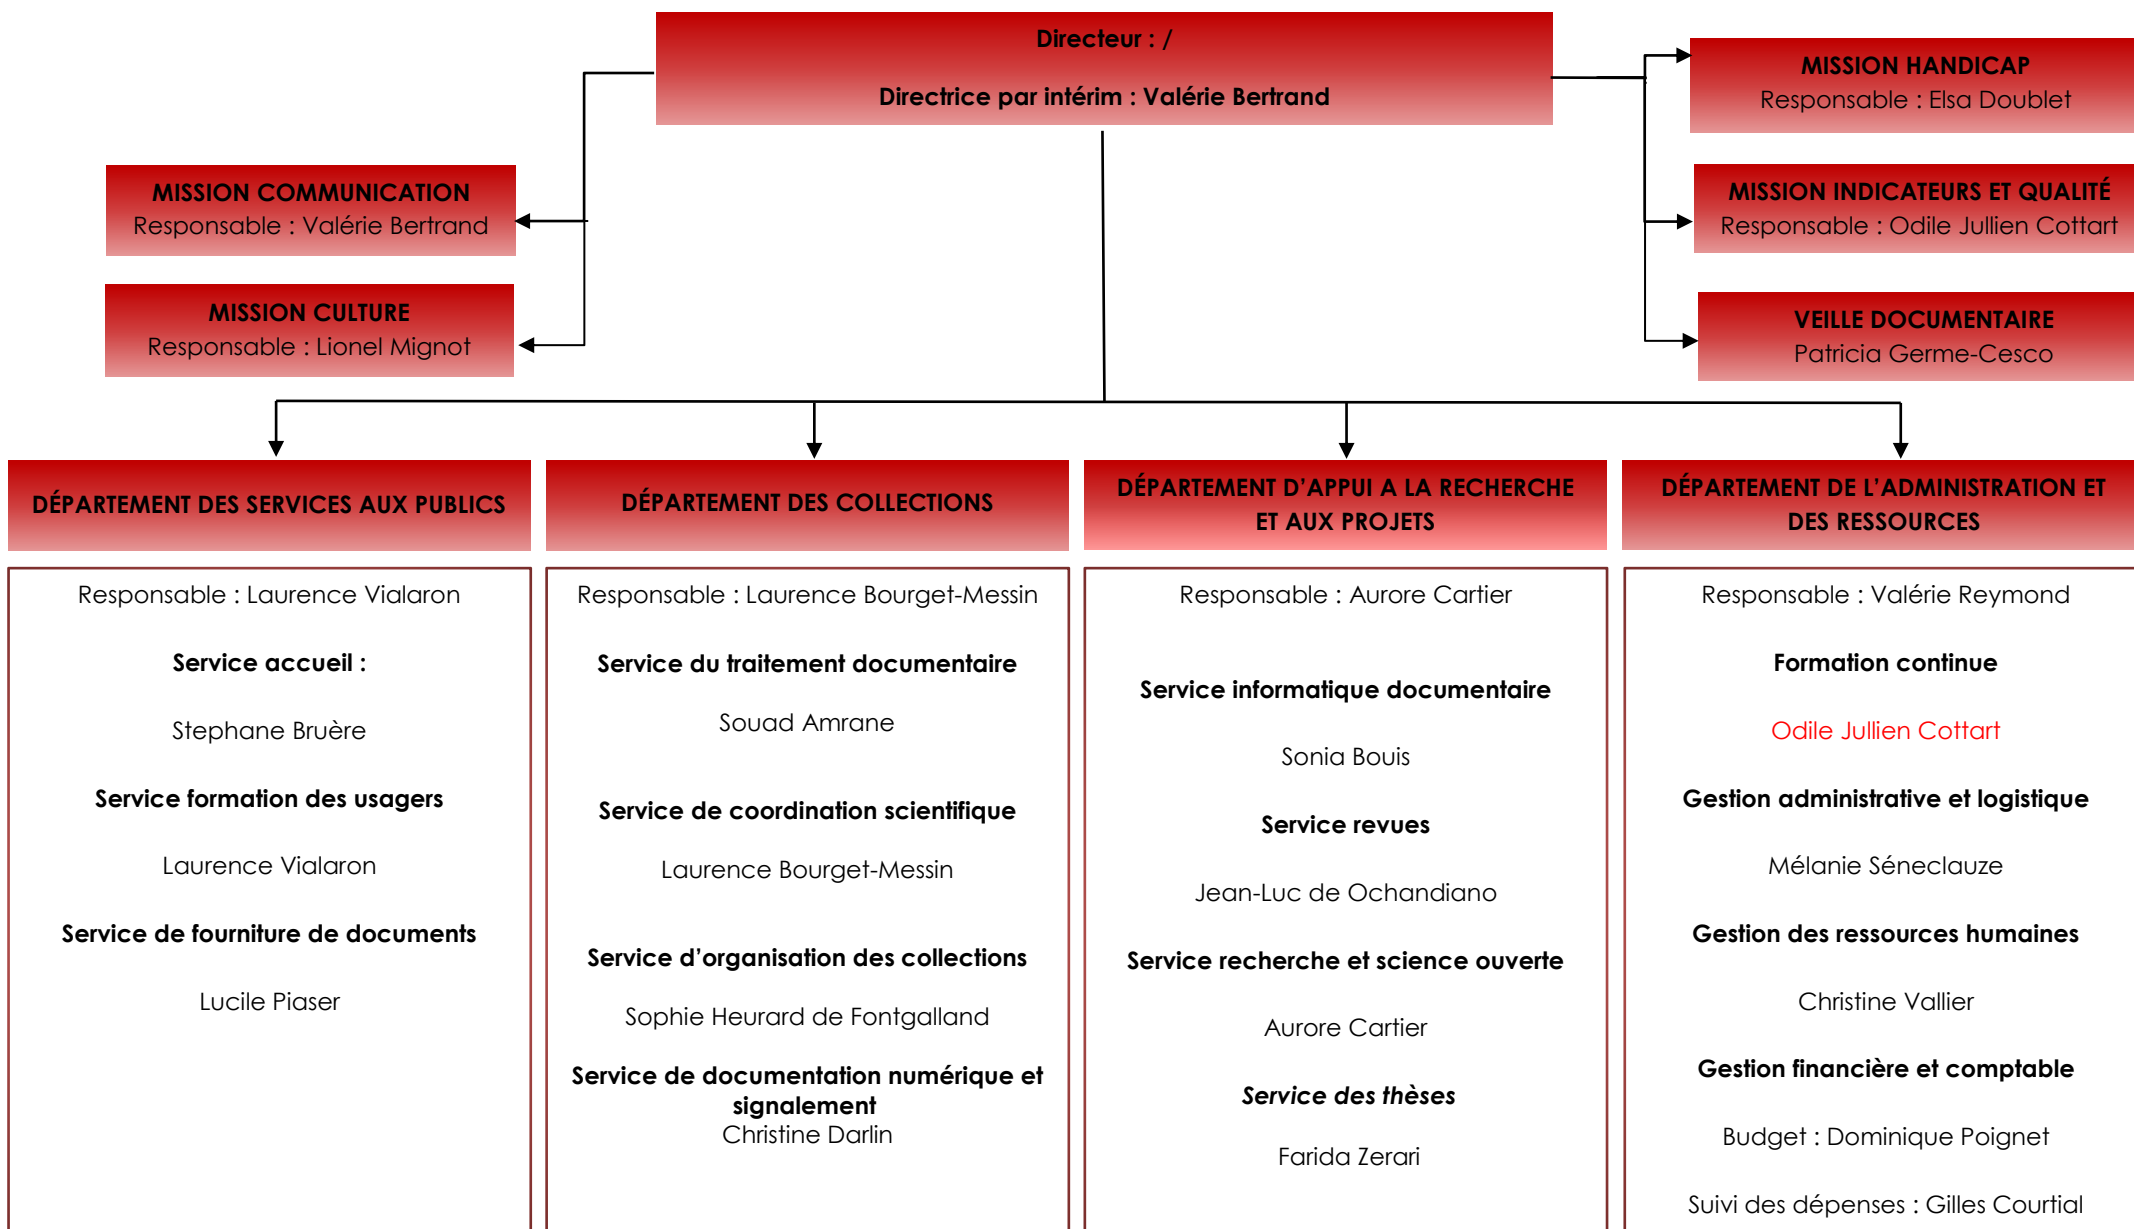 Directeur : /
Directrice par intérim : Valérie Bertrand
MISSION HANDICAP
Responsable : Elsa Doublet
MISSION COMMUNICATION
Responsable : Valérie Bertrand
MISSION INDICATEURS ET QUALITÉ
Responsable : Odile Jullien Cottart
MISSION CULTURE
Responsable : Lionel Mignot
VEILLE DOCUMENTAIRE
Patricia Germe-Cesco
DÉPARTEMENT DES SERVICES AUX PUBLICS
Responsable : Laurence Vialaron
Service accueil :
Stephane Bruère
Service formation des usagers
Laurence Vialaron
Service de fourniture de documents
Lucile Piaser
DÉPARTEMENT DES COLLECTIONS
Responsable : Laurence Bourget-Messin
Service du traitement documentaire
Souad Amrane
Service de coordination scientifique
Laurence Bourget-Messin
Service d'organisation des collections
Sophie Heurard de Fontgalland
Service de documentation numérique et
signalement
Christine Darlin
DÉPARTEMENT D'APPUI A LA RECHERCHE
ET AUX PROJETS
Responsable : Aurore Cartier
Service informatique documentaire
Sonia Bouis
Service revues
Jean-Luc de Ochandiano
Service recherche et science ouverte
Aurore Cartier
Service des thèses
Farida Zerari
DÉPARTEMENT DE L'ADMINISTRATION ET
DES RESSOURCES
Responsable : Valérie Reymond
Formation continue
Odile Jullien Cottart
Gestion administrative et logistique
Mélanie Séneclauze
Gestion des ressources humaines
Christine Vallier
Gestion financière et comptable
Budget : Dominique Poignet
Suivi des dépenses : Gilles Courtial